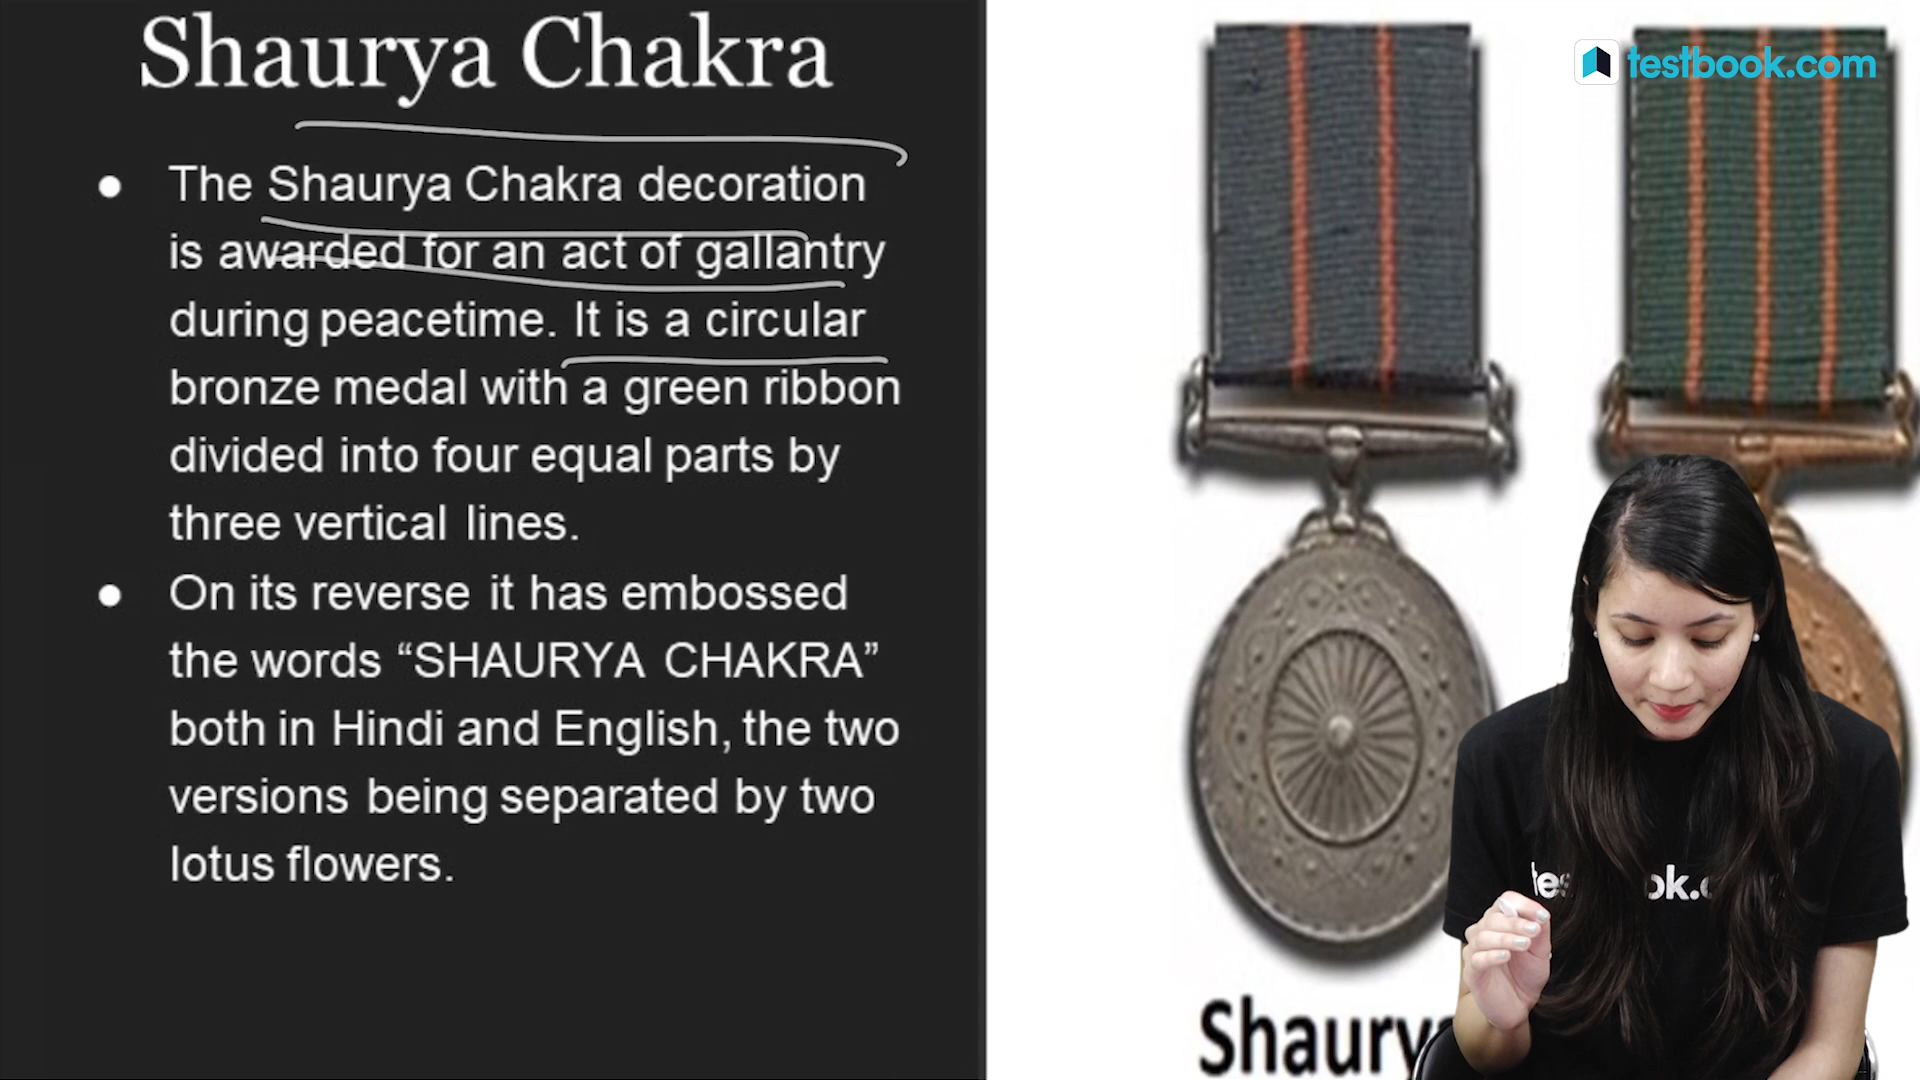 Shaurya Chakra
testbook.com
● The Shaurya Chakra decoration
is awarded for an act of gallantry
during peacetime. It is a circular
bronze medal with a green ribbon
divided into four equal parts by
three vertical lines.
● On its reverse it has embossed
the words “SHAURYA CHAKRA”
both in Hindi and English, the two
versions being separated by two
lotus flowers.